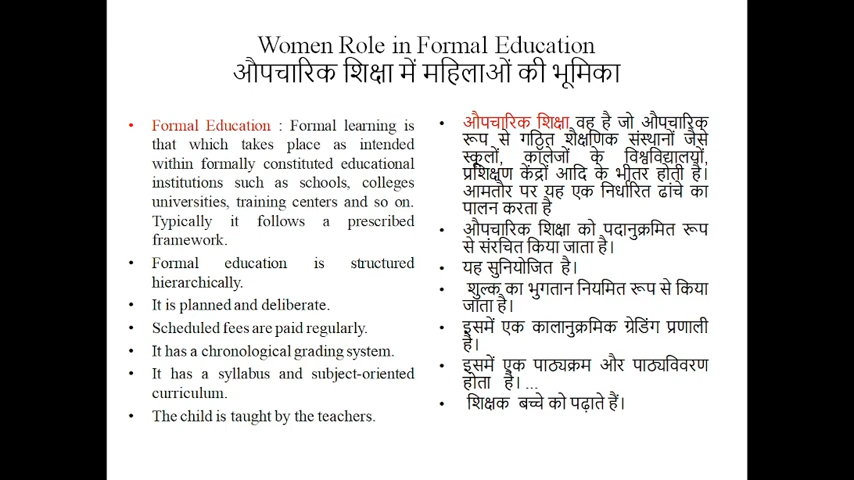 Women Role in Formal Education
औपचारिक शिक्षा में महिलाओं की भूमिका
• Formal Education : Formal learning is
that which takes place as intended
within formally constituted educational
institutions such as schools, colleges
universities, training centers and so on.
Typically it follows a prescribed
framework.
• Formal education is structured
hierarchically.
• It is planned and deliberate.
• Scheduled fees are paid regularly.
• It has a chronological grading system.
• It has a syllabus and subject-oriented
curriculum.
• The child is taught by the teachers.
• औपचारिक शिक्षा वह है जो औपचारिक
रूप से गठित शैक्षणिक संस्थानों जैसे
स्कूलों, कॉलेजों के विश्वविद्यालयों,
प्रशिक्षण केंद्रों आदि के भीतर होती है।
आमतौर पर यह एक निर्धारित ढांचे का
पालन करता है
• औपचारिक शिक्षा को पदानुक्रमित रूप
से संरचित किया जाता है।
• यह सुनियोजित है।
• शुल्क का भुगतान नियमित रूप से किया
जाता है।
• इसमें एक कालानुक्रमिक ग्रेडिंग प्रणाली
है।
• इसमें एक पाठ्यक्रम और पाठ्यविवरण
होता है। ...
• शिक्षक बच्चे को पढ़ाते हैं।